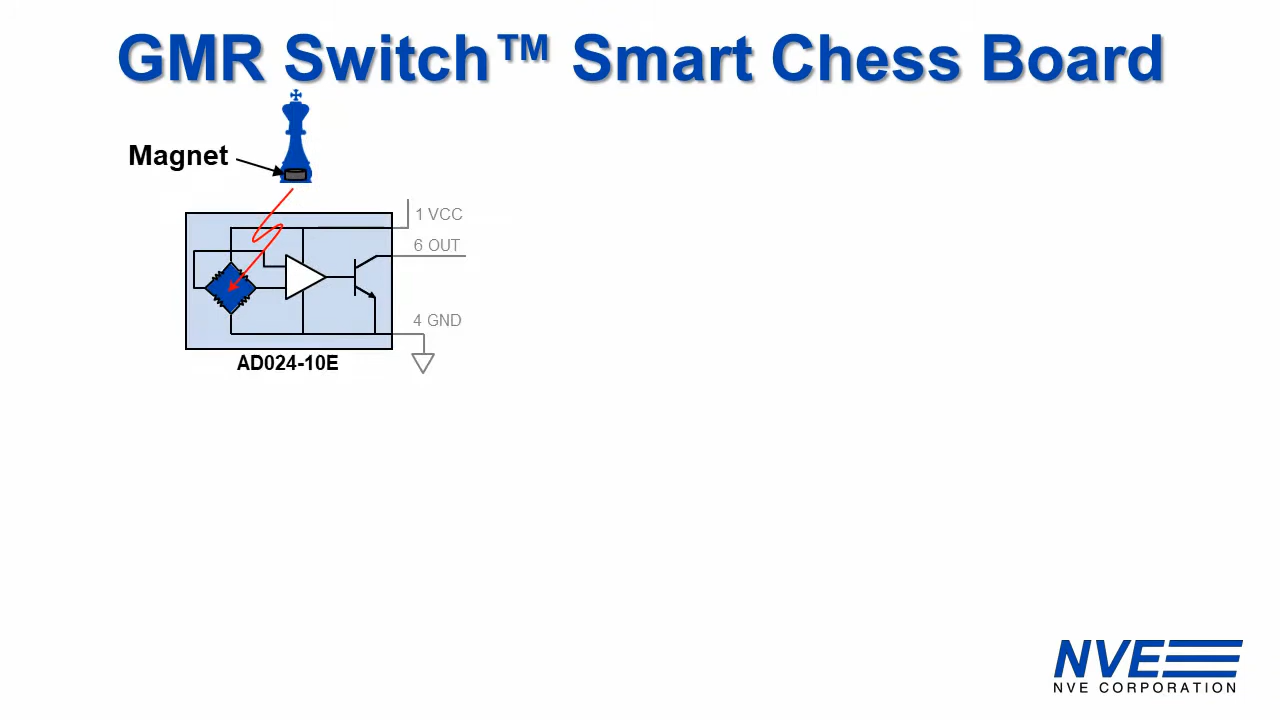 GMR Switch™ Smart Chess Board
Magnet
1 VCC
6 OUT
4 GND
AD024-10E
NVE
NVE CORPORATION